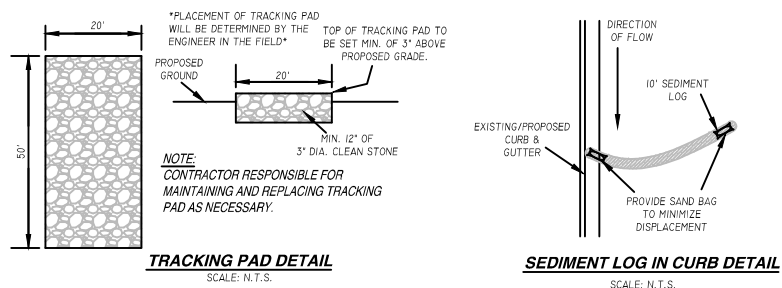 20'
50'
*PLACEMENT OF TRACKING PAD
WILL BE DETERMINED BY THE
ENGINEER IN THE FIELD*
PROPOSED
GROUND
TOP OF TRACKING PAD TO
BE SET MIN. OF 3" ABOVE
PROPOSED GRADE.
20'
MIN. 12" OF
3" DIA. CLEAN STONE
NOTE:
CONTRACTOR RESPONSIBLE FOR
MAINTAINING AND REPLACING TRACKING
PAD AS NECESSARY.
TRACKING PAD DETAIL
SCALE: N.T.S.
DIRECTION
OF FLOW
10' SEDIMENT
LOG
EXISTING/PROPOSED
CURB &
GUTTER
PROVIDE SAND BAG
TO MINIMIZE
DISPLACEMENT
SEDIMENT LOG IN CURB DETAIL
SCALE: N.T.S.